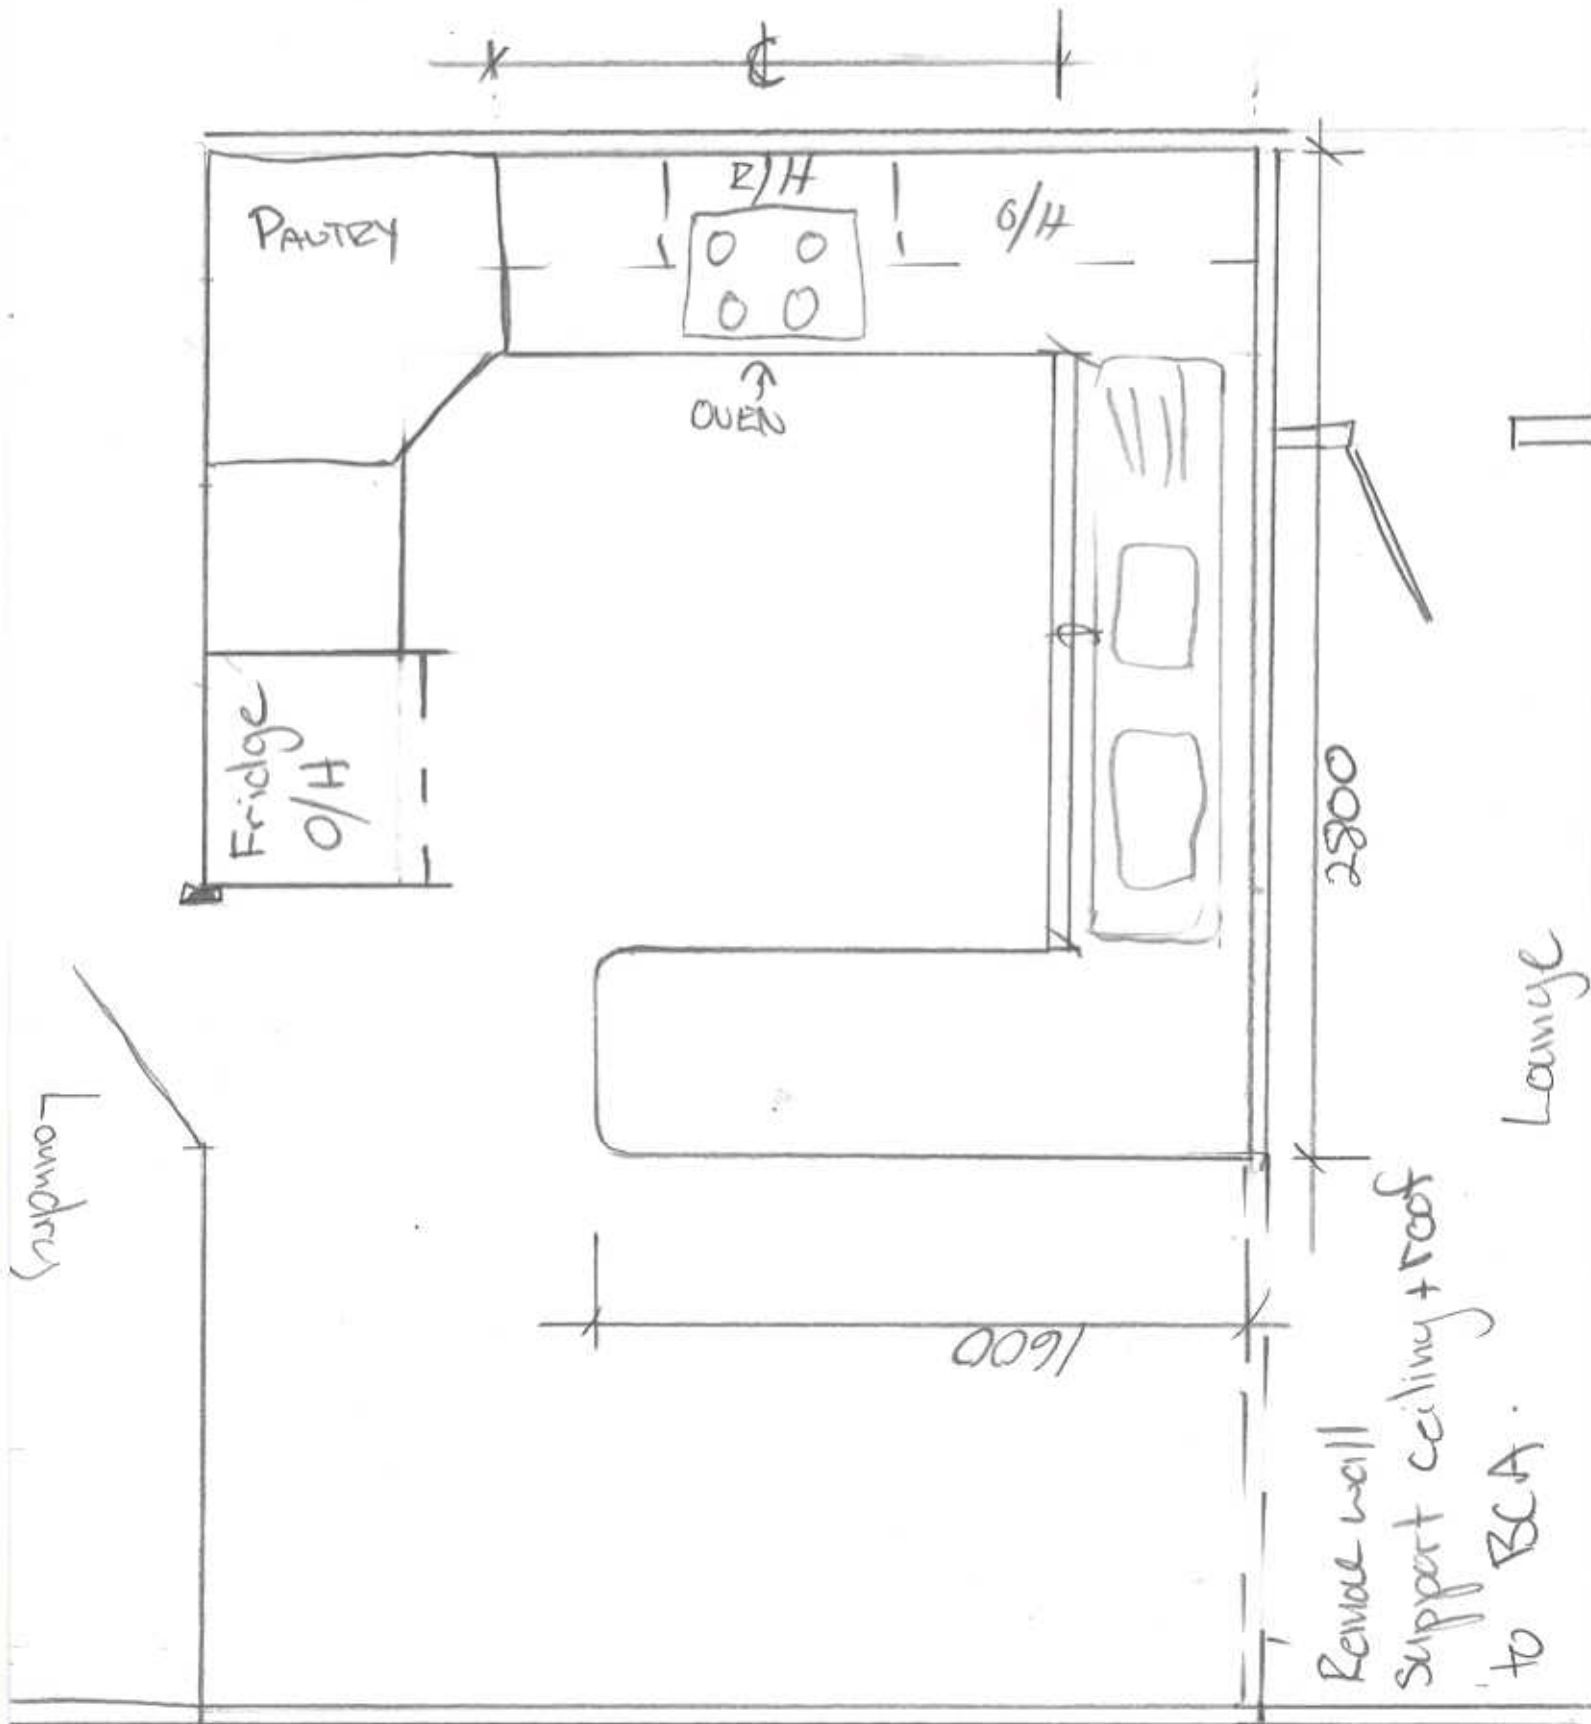 ℄
R/H
PANTRY
O/H
OVEN
Fridge
O/H
2800
Lounge
Laundry
1600
Remove wall
support ceiling + roof
to BCA.